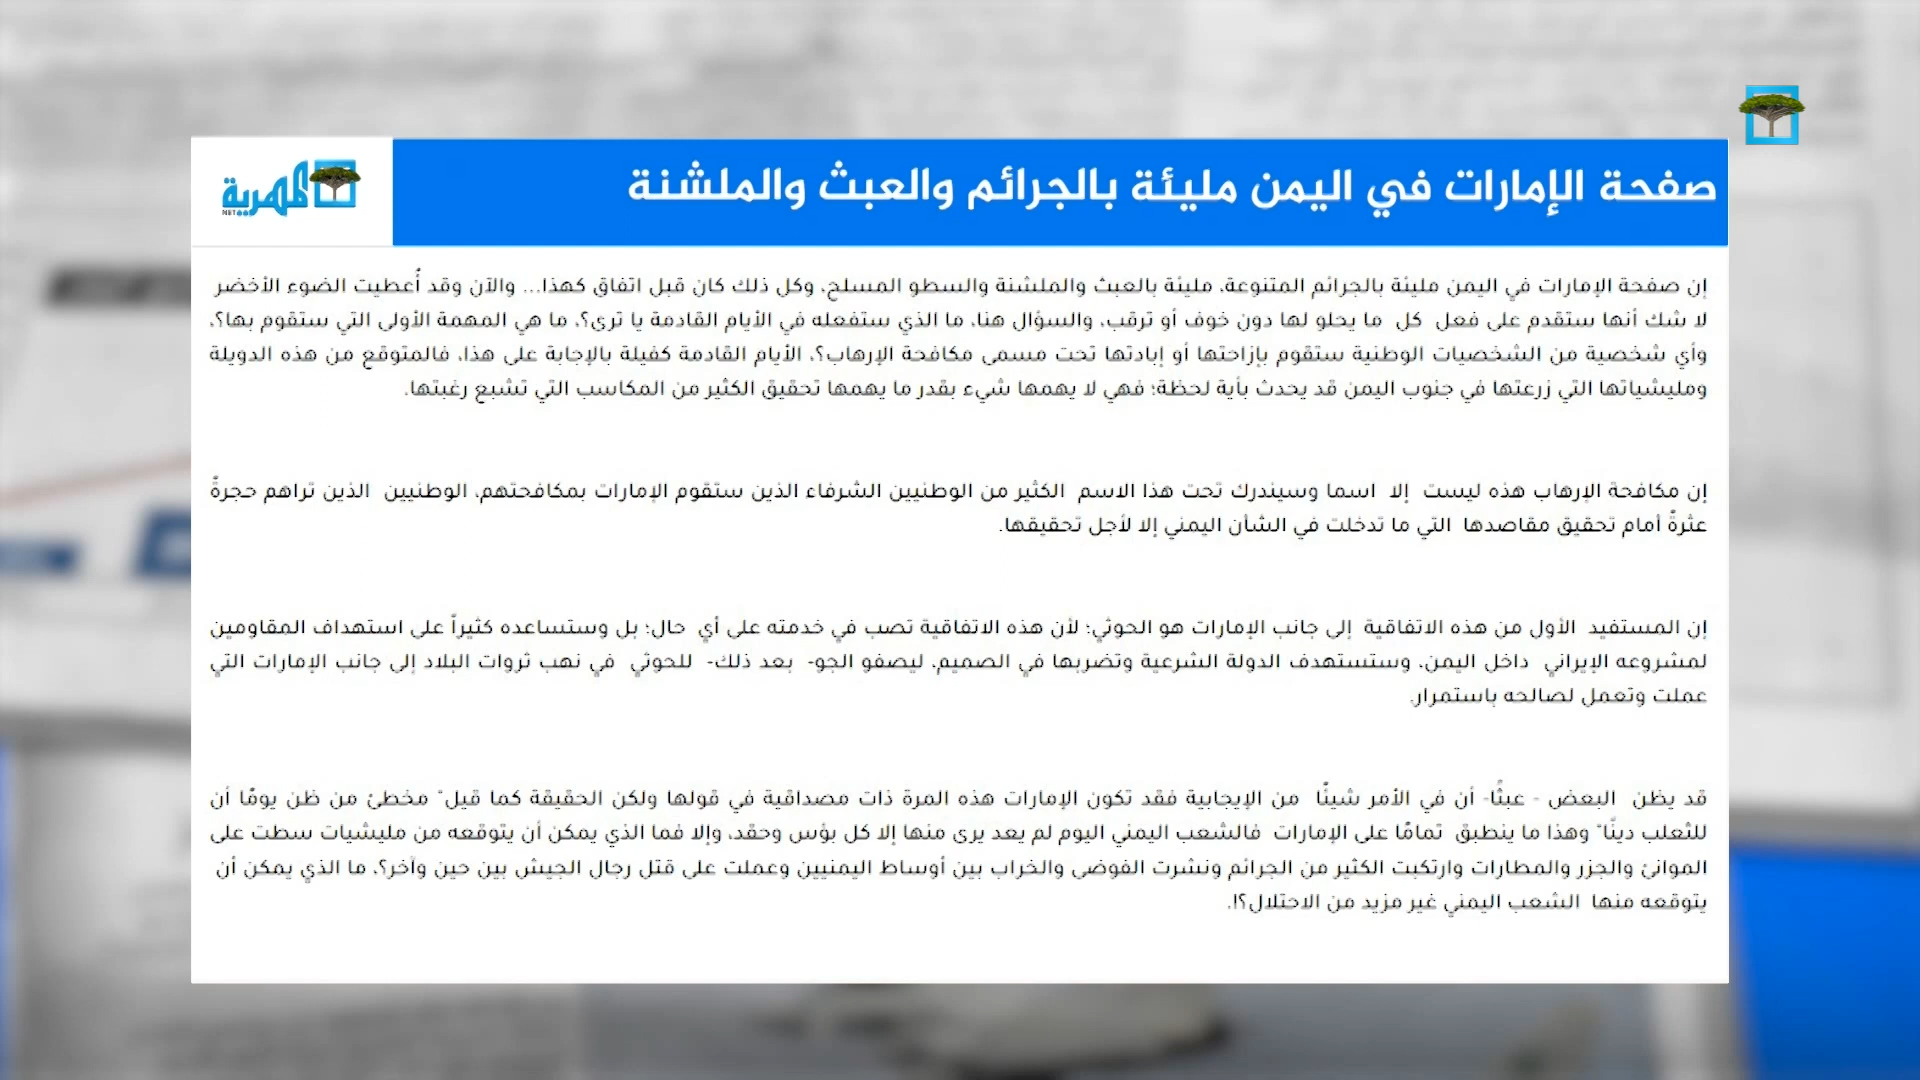 صفحة الإمارات في اليمن مليئة بالجرائم والعبث والملشنة
المهرية
NET
إن صفحة الإمارات في اليمن مليئة بالجرائم المتنوعة، مليئة بالعبث والملشنة والسطو المسلح، وكل ذلك كان قبل اتفاق كهذا... والآن وقد أُعطيت الضوء الأخضر
لا شك أنها ستقدم على فعل كل ما يحلو لها دون خوف أو ترقب، والسؤال هنا، ما الذي ستفعله في الأيام القادمة يا ترى؟، ما هي المهمة الأولى التي ستقوم بها؟،
وأي شخصية من الشخصيات الوطنية ستقوم بإزاحتها أو إبادتها تحت مسمى مكافحة الإرهاب؟، الأيام القادمة كفيلة بالإجابة على هذا، فالمتوقع من هذه الدويلة
ومليشياتها التي زرعتها في جنوب اليمن قد يحدث بأية لحظة؛ فهي لا يهمها شيء بقدر ما يهمها تحقيق الكثير من المكاسب التي تشبع رغبتها.
إن مكافحة الإرهاب هذه ليست إلا اسما وسيندرك تحت هذا الاسم الكثير من الوطنيين الشرفاء الذين ستقوم الإمارات بمكافحتهم، الوطنيين الذين تراهم حجرةً
عثرةً أمام تحقيق مقاصدها التي ما تدخلت في الشأن اليمني إلا لأجل تحقيقها.
إن المستفيد الأول من هذه الاتفاقية إلى جانب الإمارات هو الحوثي؛ لأن هذه الاتفاقية تصب في خدمته على أي حال؛ بل وستساعده كثيراً على استهداف المقاومين
لمشروعه الإيراني داخل اليمن، وستستهدف الدولة الشرعية وتضربها في الصميم، ليصفو الجو- بعد ذلك- للحوثي في نهب ثروات البلاد إلى جانب الإمارات التي
عملت وتعمل لصالحه باستمرار.
قد يظن البعض - عبثًا- أن في الأمر شيئًا من الإيجابية فقد تكون الإمارات هذه المرة ذات مصداقية في قولها ولكن الحقيقة كما قيل" مخطئ من ظن يومًا أن
للثعلب دينًا" وهذا ما ينطبق تمامًا على الإمارات فالشعب اليمني اليوم لم يعد يرى منها إلا كل بؤس وحقد، وإلا فما الذي يمكن أن يتوقعه من مليشيات سطت على
الموانئ والجزر والمطارات وارتكبت الكثير من الجرائم ونشرت الفوضى والخراب بين أوساط اليمنيين وعملت على قتل رجال الجيش بين حين وآخر؟، ما الذي يمكن أن
يتوقعه منها الشعب اليمني غير مزيد من الاحتلال؟!.